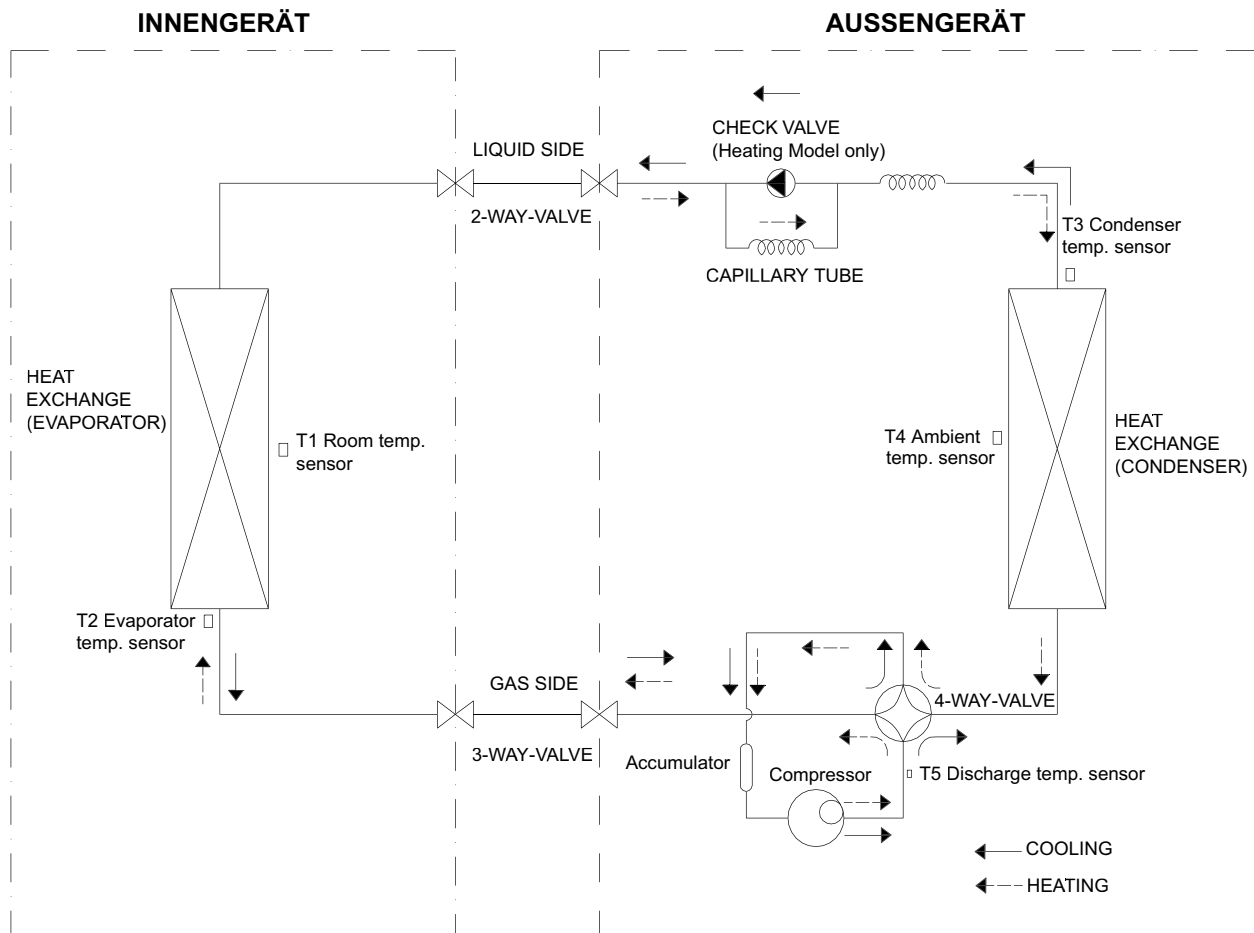 INNENGERÄT
AUSSENGERÄT
CHECK VALVE
(Heating Model only)
LIQUID SIDE
2-WAY-VALVE
T3 Condenser
temp. sensor
CAPILLARY TUBE
HEAT
EXCHANGE
(EVAPORATOR)
T1 Room temp.
sensor
T4 Ambient
temp. sensor
HEAT
EXCHANGE
(CONDENSER)
T2 Evaporator
temp. sensor
GAS SIDE
3-WAY-VALVE
4-WAY-VALVE
Accumulator
Compressor
T5 Discharge temp. sensor
COOLING
HEATING